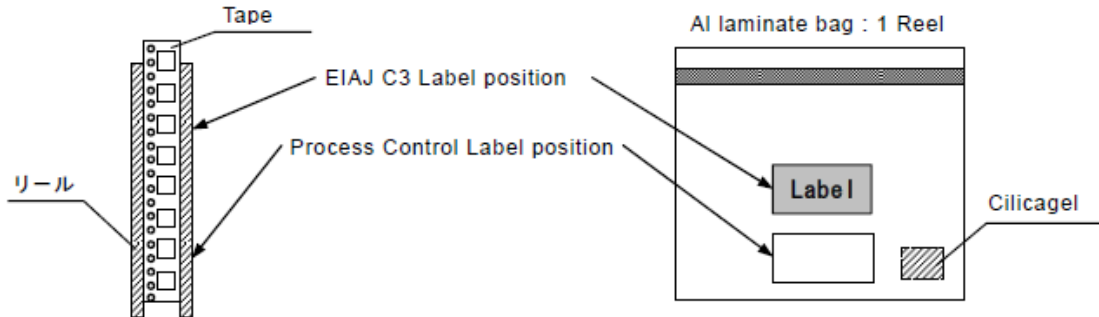 Tape
Al laminate bag : 1 Reel
EIAJ C3 Label position
Process Control Label position
リール
Label
Cilicagel